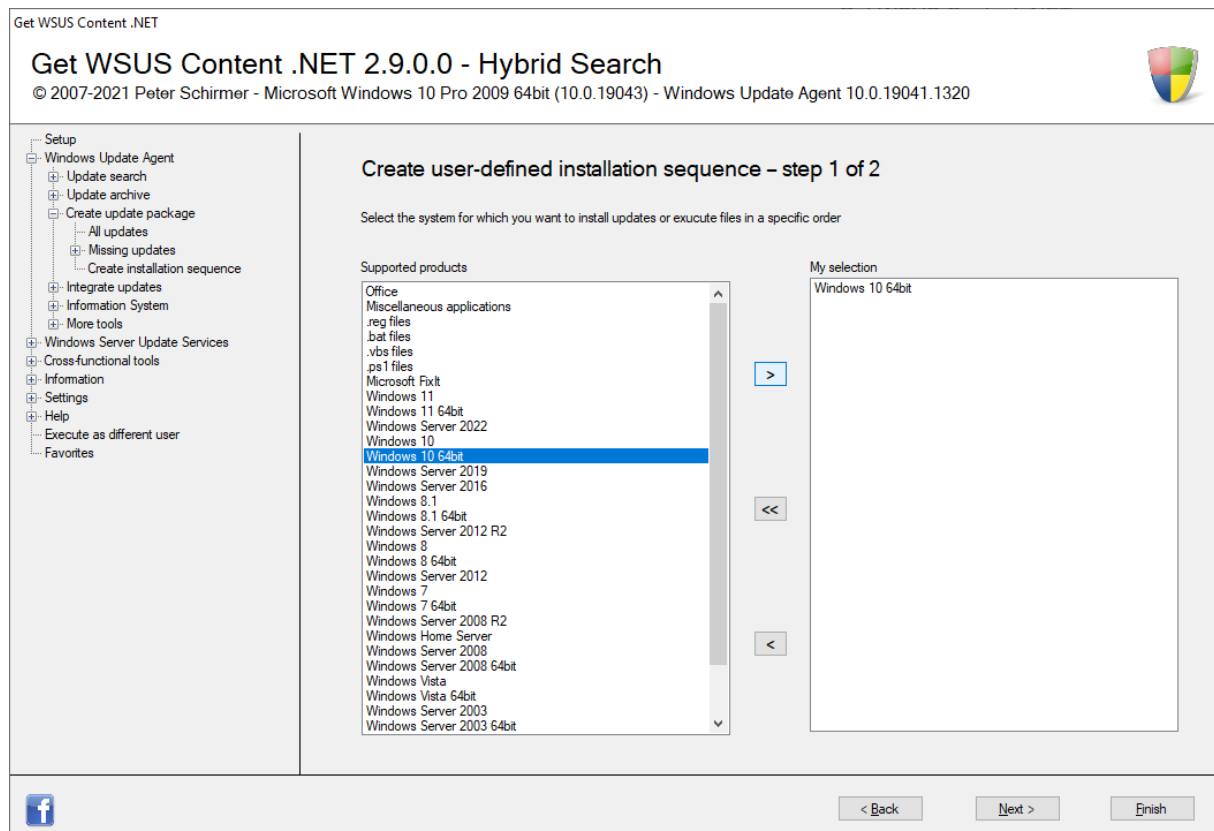 Get WSUS Content .NET
Get WSUS Content .NET 2.9.0.0 - Hybrid Search
© 2007-2021 Peter Schirmer - Microsoft Windows 10 Pro 2009 64bit (10.0.19043) - Windows Update Agent 10.0.19041.1320
Setup
Windows Update Agent
Update search
Update archive
Create update package
All updates
Missing updates
Create installation sequence
Integrate updates
Information System
More tools
Windows Server Update Services
Cross-functional tools
Information
Settings
Help
Execute as different user
Favorites
Create user-defined installation sequence – step 1 of 2
Select the system for which you want to install updates or exucute files in a specific order
Supported products
Office
Miscellaneous applications
.reg files
.bat files
.vbs files
.ps1 files
Microsoft FixIt
Windows 11
Windows 11 64bit
Windows Server 2022
Windows 10
Windows 10 64bit
Windows Server 2019
Windows Server 2016
Windows 8.1
Windows 8.1 64bit
Windows Server 2012 R2
Windows 8
Windows 8 64bit
Windows Server 2012
Windows 7
Windows 7 64bit
Windows Server 2008 R2
Windows Home Server
Windows Server 2008
Windows Server 2008 64bit
Windows Vista
Windows Vista 64bit
Windows Server 2003
Windows Server 2003 64bit
>
<<
<
My selection
Windows 10 64bit
< Back
Next >
Finish